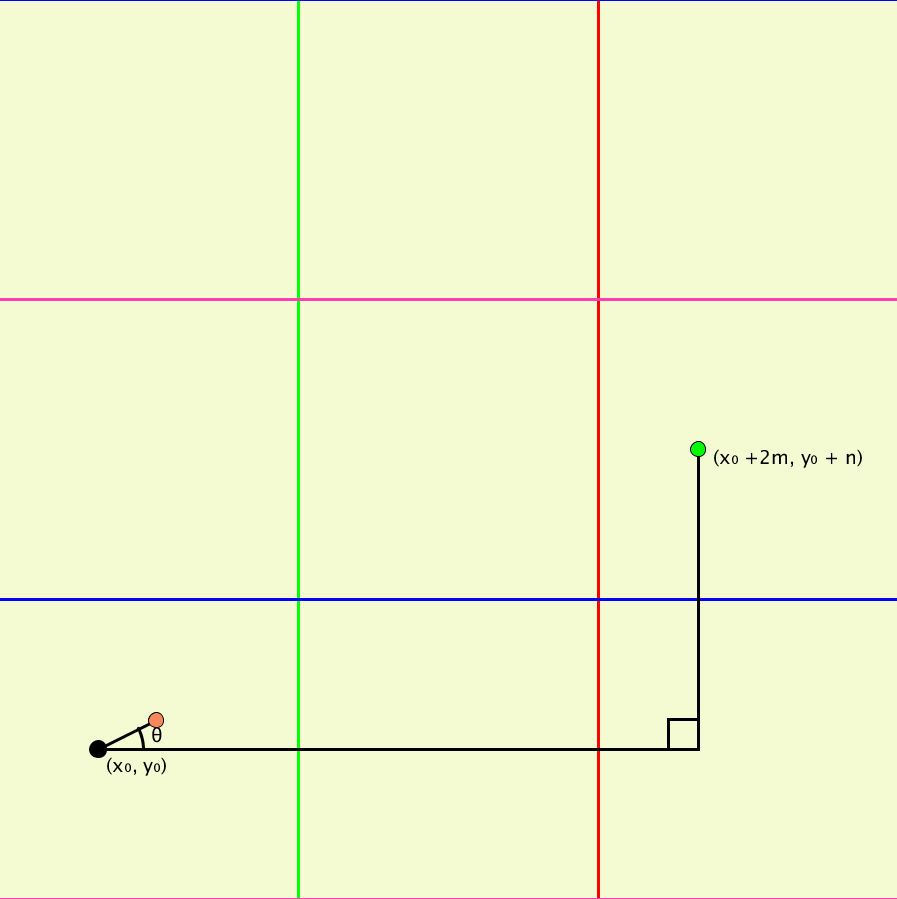 (x₀ +2m, y₀ + n)
θ
(x₀, y₀)